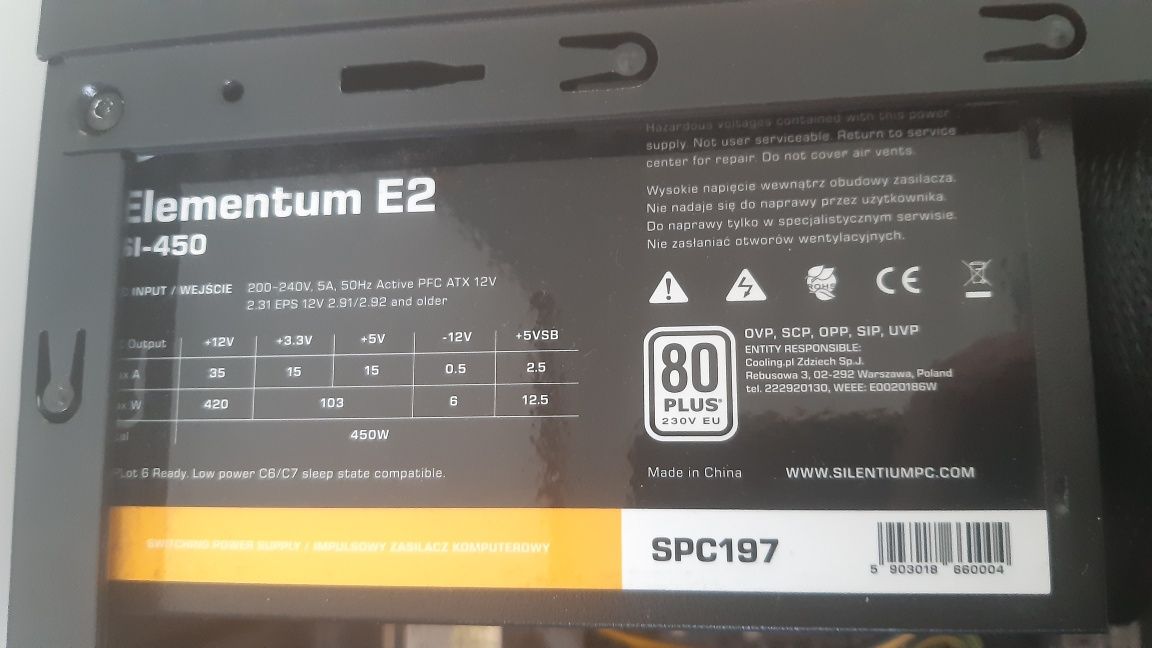 Hazardous voltages contained with this power
supply. Not user serviceable. Return to service
center for repair. Do not cover air vents.
Elementum E2
SI-450
Wysokie napięcie wewnątrz obudowy zasilacza.
Nie nadaje się do naprawy przez użytkownika.
Do naprawy tylko w specjalistycznym serwisie.
Nie zasłaniać otworów wentylacyjnych.
INPUT / WEJŚCIE 200-240V, 5A, 50Hz Active PFC ATX 12V
2.31 EPS 12V 2.91/2.92 and older
Output +12V +3.3V +5V -12V +5VSB
A 35 15 15 0.5 2.5
W 420 103 6 12.5
450W
Lot 6 Ready. Low power C6/C7 sleep state compatible.
ROHS
CE
80
PLUS®
230V EU
OVP, SCP, OPP, SIP, UVP
ENTITY RESPONSIBLE:
Cooling.pl Zdziech Sp.J.
Rebusowa 3, 02-292 Warszawa, Poland
tel. 222920130, WEEE: E0020186W
Made in China WWW.SILENTIUMPC.COM
SWITCHING POWER SUPPLY / IMPULSOWY ZASILACZ KOMPUTEROWY
SPC197
5 903018 660004